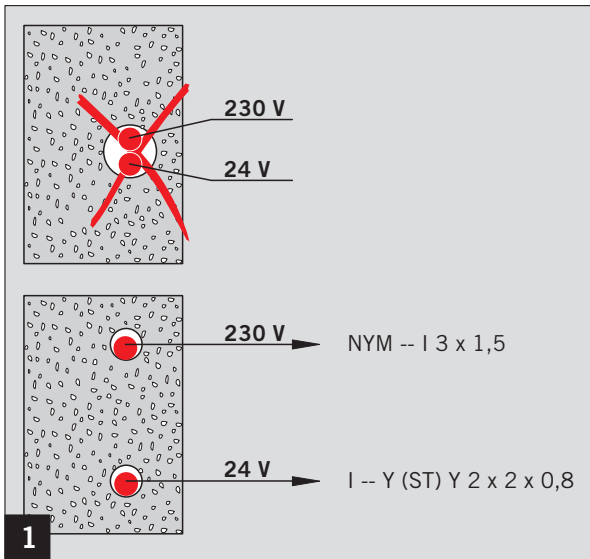 230 V
24 V
230 V NYM -- I 3 x 1,5
24 V I -- Y (ST) Y 2 x 2 x 0,8
1